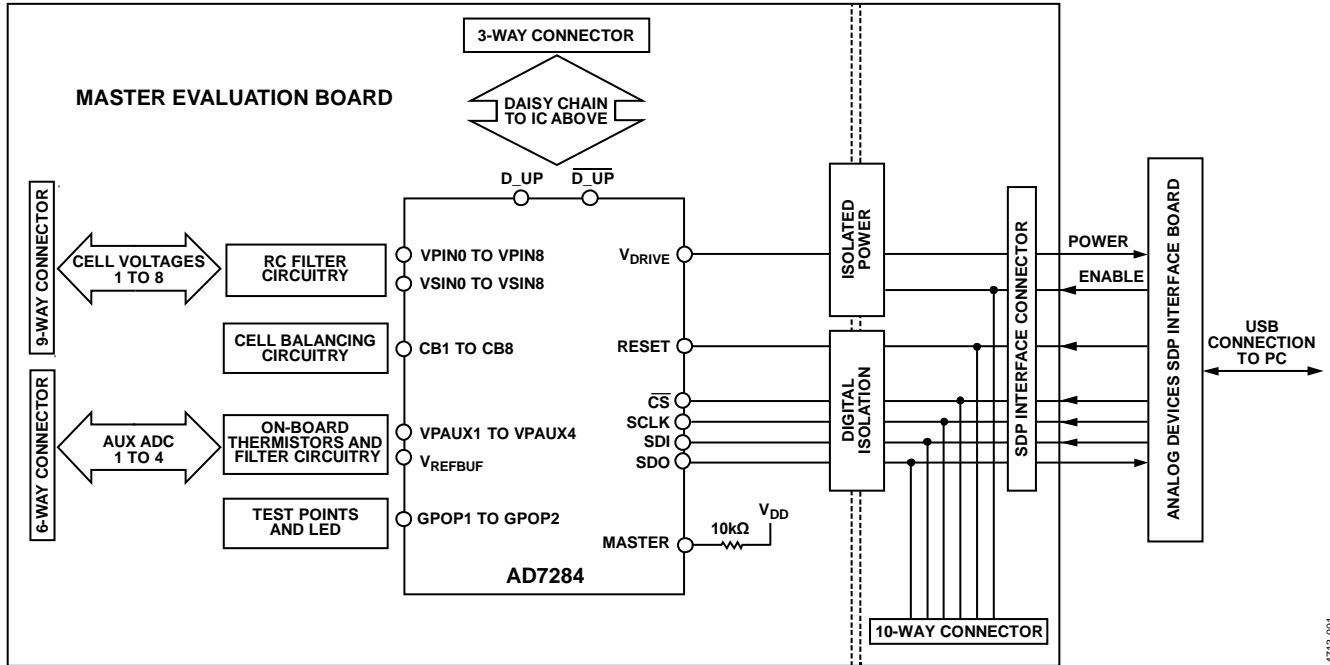 3-WAY CONNECTOR
MASTER EVALUATION BOARD
DAISY CHAIN
TO IC ABOVE
D_UP
D_UP
9-WAY CONNECTOR
CELL VOLTAGES
1 TO 8
RC FILTER
CIRCUITRY
VPIN0 TO VPIN8
VSIN0 TO VSIN8
CELL BALANCING
CIRCUITRY
CB1 TO CB8
6-WAY CONNECTOR
AUX ADC
1 TO 4
ON-BOARD
THERMISTORS AND
FILTER CIRCUITRY
VPAUX1 TO VPAUX4
VREFBUF
TEST POINTS
AND LED
GPOP1 TO GPOP2
VDRIVE
RESET
CS
SCLK
SDI
SDO
MASTER
10kΩ
VDD
AD7284
ISOLATED
POWER
DIGITAL
ISOLATION
SDP INTERFACE CONNECTOR
10-WAY CONNECTOR
POWER
ENABLE
ANALOG DEVICES SDP INTERFACE BOARD
USB
CONNECTION
TO PC